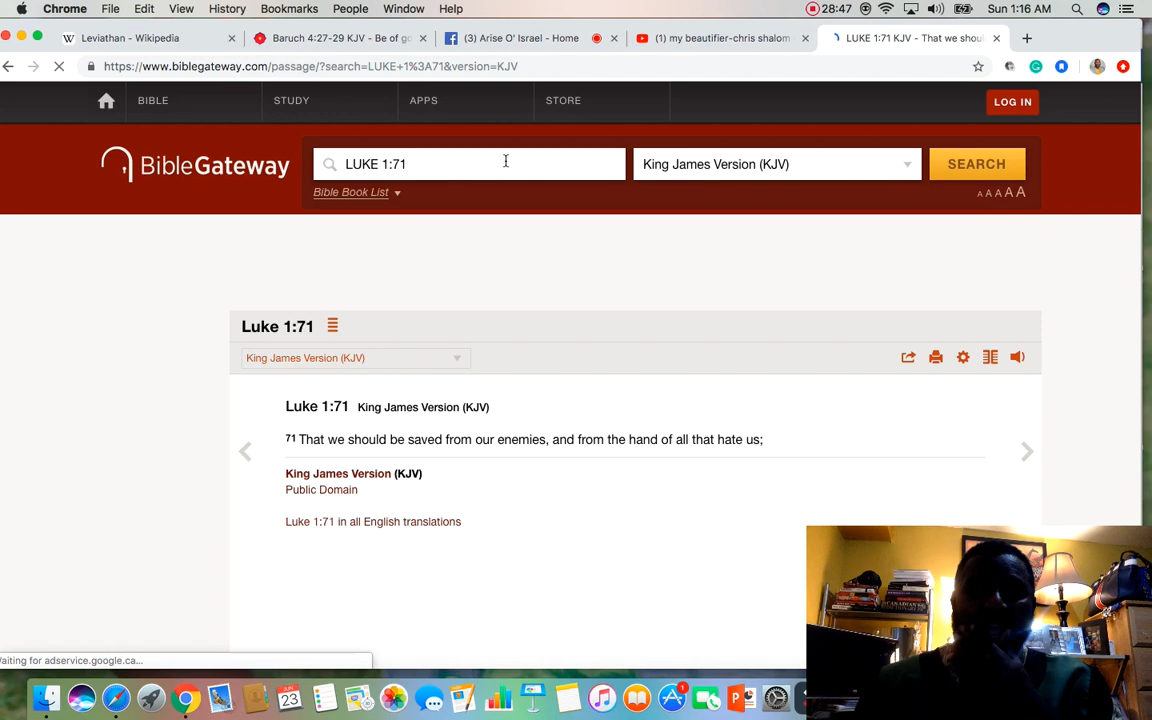 Chrome File Edit View History Bookmarks People Window Help 28:47 Sun 1:16 AM
Leviathan - Wikipedia Baruch 4:27-29 KJV - Be of go (3) Arise O' Israel - Home (1) my beautifier-chris shalom LUKE 1:71 KJV - That we shou
https://www.biblegateway.com/passage/?search=LUKE+1%3A71&version=KJV
BIBLE STUDY APPS STORE LOG IN
BibleGateway LUKE 1:71 King James Version (KJV) SEARCH
Bible Book List A A A A A
Luke 1:71
King James Version (KJV)
Luke 1:71 King James Version (KJV)
71 That we should be saved from our enemies, and from the hand of all that hate us;
King James Version (KJV)
Public Domain
Luke 1:71 in all English translations
CANADIAN
DICTIONARY
Waiting for adservice.google.ca...
JUN
23
1